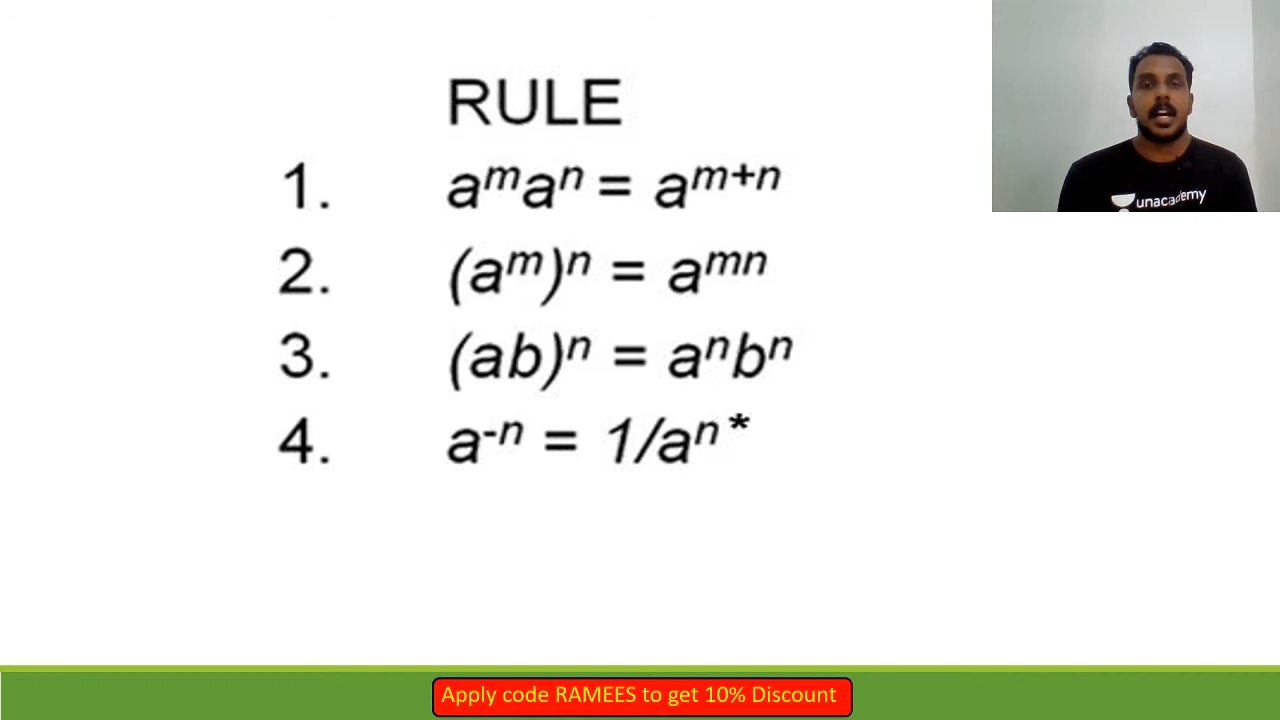 RULE
1. aᵐaⁿ = aᵐ⁺ⁿ
2. (aᵐ)ⁿ = aᵐⁿ
3. (ab)ⁿ = aⁿbⁿ
4. a⁻ⁿ = 1/aⁿ *
unacademy
Apply code RAMEES to get 10% Discount